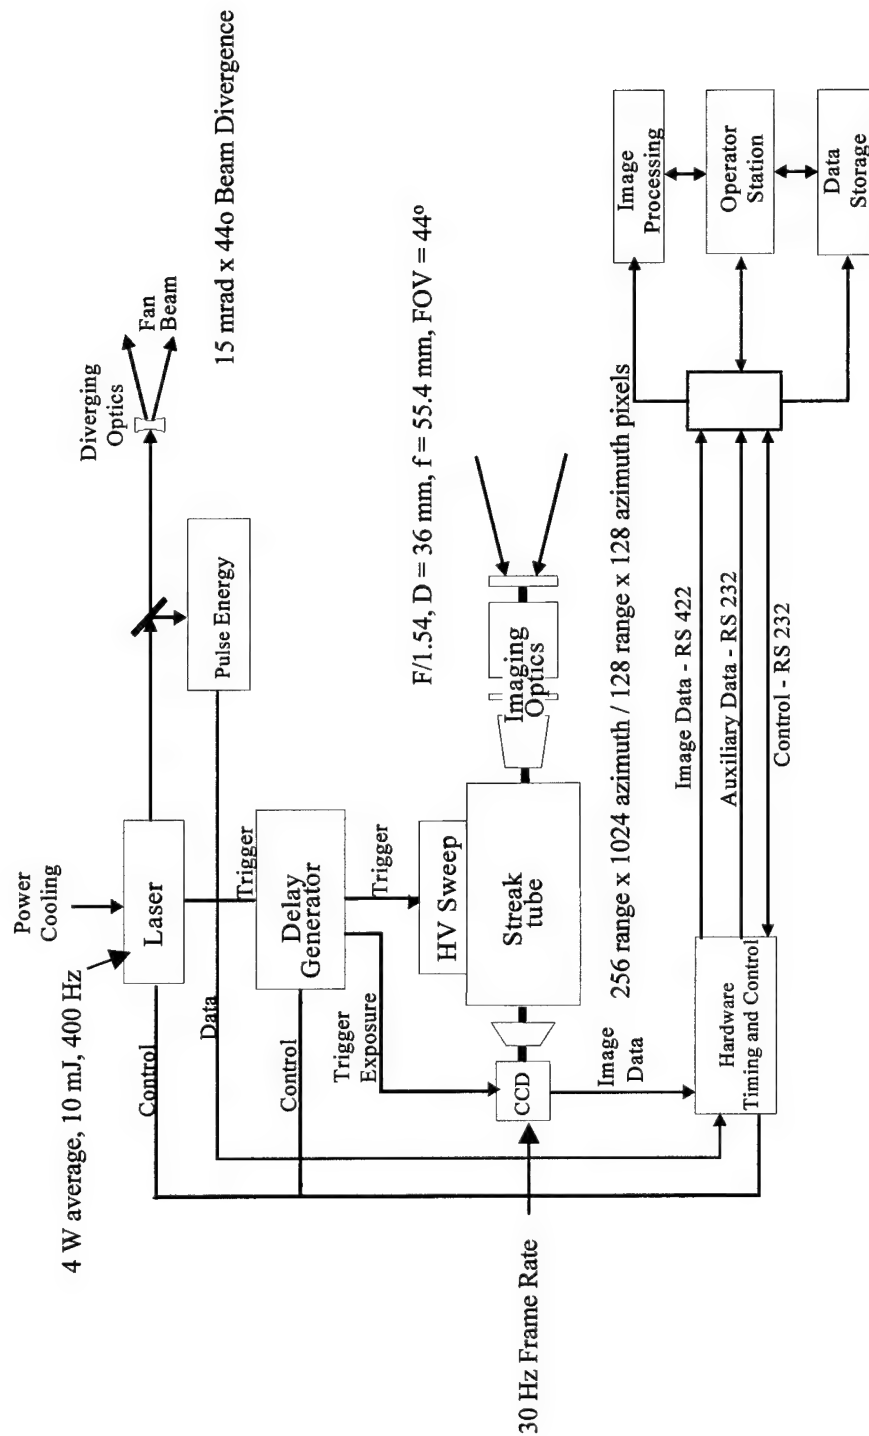 4 W average, 10 mJ, 400 Hz
Power
Cooling
Laser
Control
Data
Trigger
Pulse Energy
Diverging
Optics
Fan
Beam
15 mrad x 44o Beam Divergence
Delay
Generator
Control
Trigger
Exposure
Trigger
HV Sweep
Streak
tube
Imaging
Optics
F/1.54, D = 36 mm, f = 55.4 mm, FOV = 44º
30 Hz Frame Rate
CCD
Image
Data
256 range x 1024 azimuth / 128 range x 128 azimuth pixels
Hardware
Timing and Control
Image Data - RS 422
Auxiliary Data - RS 232
Control - RS 232
Image
Processing
Operator
Station
Data
Storage